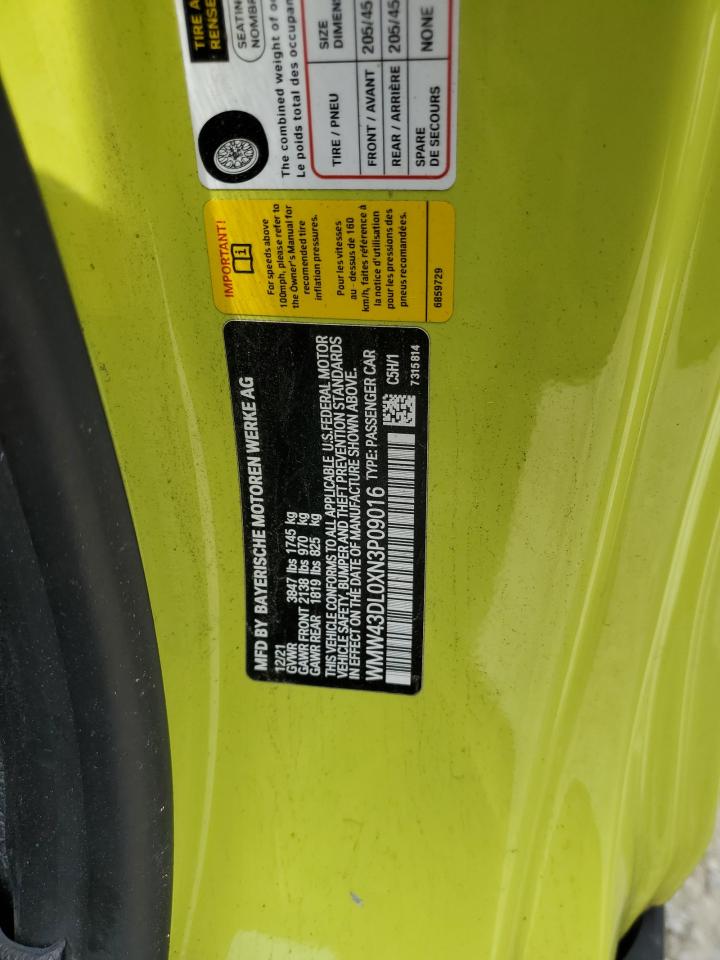 TIRE A
RENSE
SEATIN
NOMBR
The combined weight of oc
Le poids total des occupan
TIRE / PNEU
SIZE
DIMENS
FRONT / AVANT
205/45
REAR / ARRIÈRE
205/45
SPARE
DE SECOURS
NONE
IMPORTANT!
For speeds above
100mph, please refer to
the Owner's Manual for
recomended tire
inflation pressures.
Pour les vitesses
au - dessus de 160
km/h, faites référence à
la notice d'utilisation
pour les pressions des
pneus recomandées.
6859729
MFD BY BAYERISCHE MOTOREN WERKE AG
12/21
GVWR 3847 lbs 1745 kg
GAWR FRONT 2138 lbs 970 kg
GAWR REAR 1819 lbs 825 kg
THIS VEHICLE CONFORMS TO ALL APPLICABLE U.S.FEDERAL MOTOR
VEHICLE SAFETY, BUMPER AND THEFT PREVENTION STANDARDS
IN EFFECT ON THE DATE OF MANUFACTURE SHOWN ABOVE.
WMW43DL0XN3P09016 TYPE: PASSENGER CAR
C5H/1
7315814